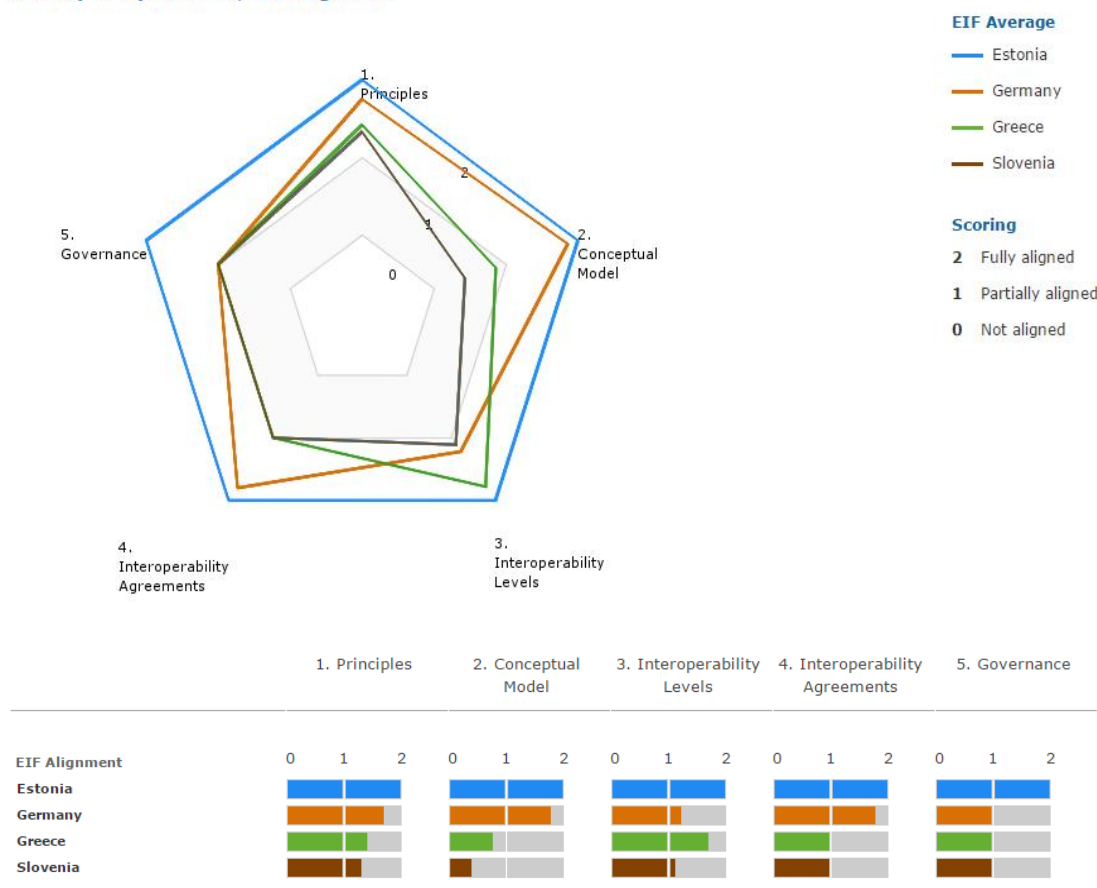 EIF Average
Estonia
Germany
Greece
Slovenia
Scoring
2 Fully aligned
1 Partially aligned
0 Not aligned
1.
Principles
2
1
0
2.
Conceptual
Model
5.
Governance
4.
Interoperability
Agreements
3.
Interoperability
Levels
1. Principles
2. Conceptual
Model
3. Interoperability
Levels
4. Interoperability
Agreements
5. Governance
EIF Alignment 0 1 2 0 1 2 0 1 2 0 1 2 0 1 2
Estonia
Germany
Greece
Slovenia